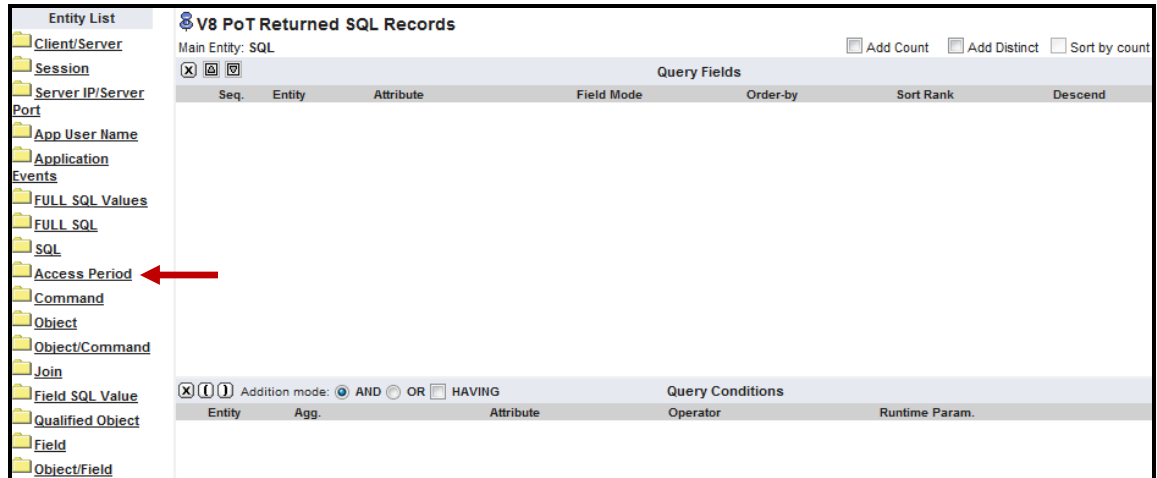 Entity List
Client/Server
Session
Server IP/Server
Port
App User Name
Application
Events
FULL SQL Values
FULL SQL
SQL
Access Period
Command
Object
Object/Command
Join
Field SQL Value
Qualified Object
Field
Object/Field
V8 PoT Returned SQL Records
Main Entity: SQL
Add Count Add Distinct Sort by count
Query Fields
Seq. Entity Attribute Field Mode Order-by Sort Rank Descend
Addition mode: AND OR HAVING Query Conditions
Entity Agg. Attribute Operator Runtime Param.